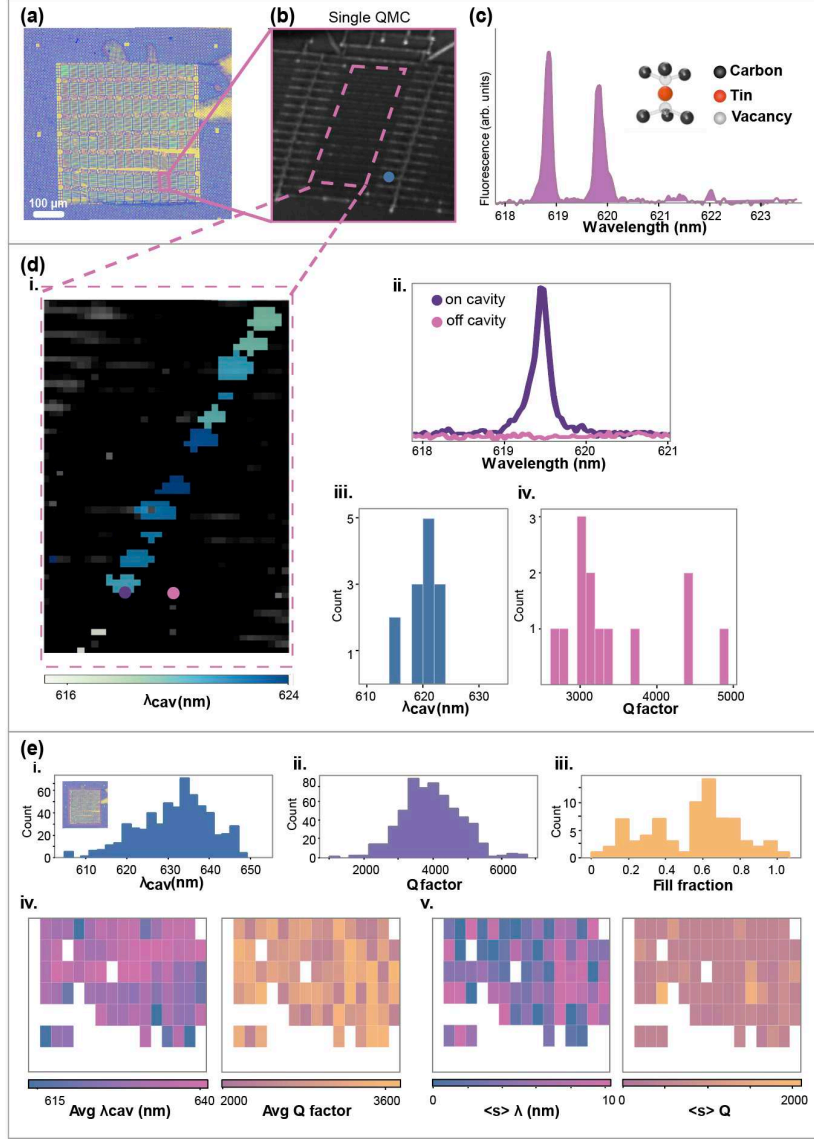 (a)
(b)
Single QMC
(c)
100 µm
Fluorescence (arb. units)
Carbon
Tin
Vacancy
618 619 620 621 622 623
Wavelength (nm)
(d)
i.
616 624
λcav(nm)
ii.
on cavity
off cavity
618 619 620 621
Wavelength (nm)
iii.
Count
5
3
1
610 620 630
λcav(nm)
iv.
Count
3
2
1
3000 4000 5000
Q factor
(e)
i.
Count
60
40
20
0
610 620 630 640 650
λcav(nm)
ii.
Count
80
60
40
20
0
2000 4000 6000
Q factor
iii.
Count
10
5
0
0 0.2 0.4 0.6 0.8 1.0
Fill fraction
iv.
615 640
Avg λcav (nm)
2000 3600
Avg Q factor
v.
0 10
<s> λ (nm)
0 2000
<s> Q